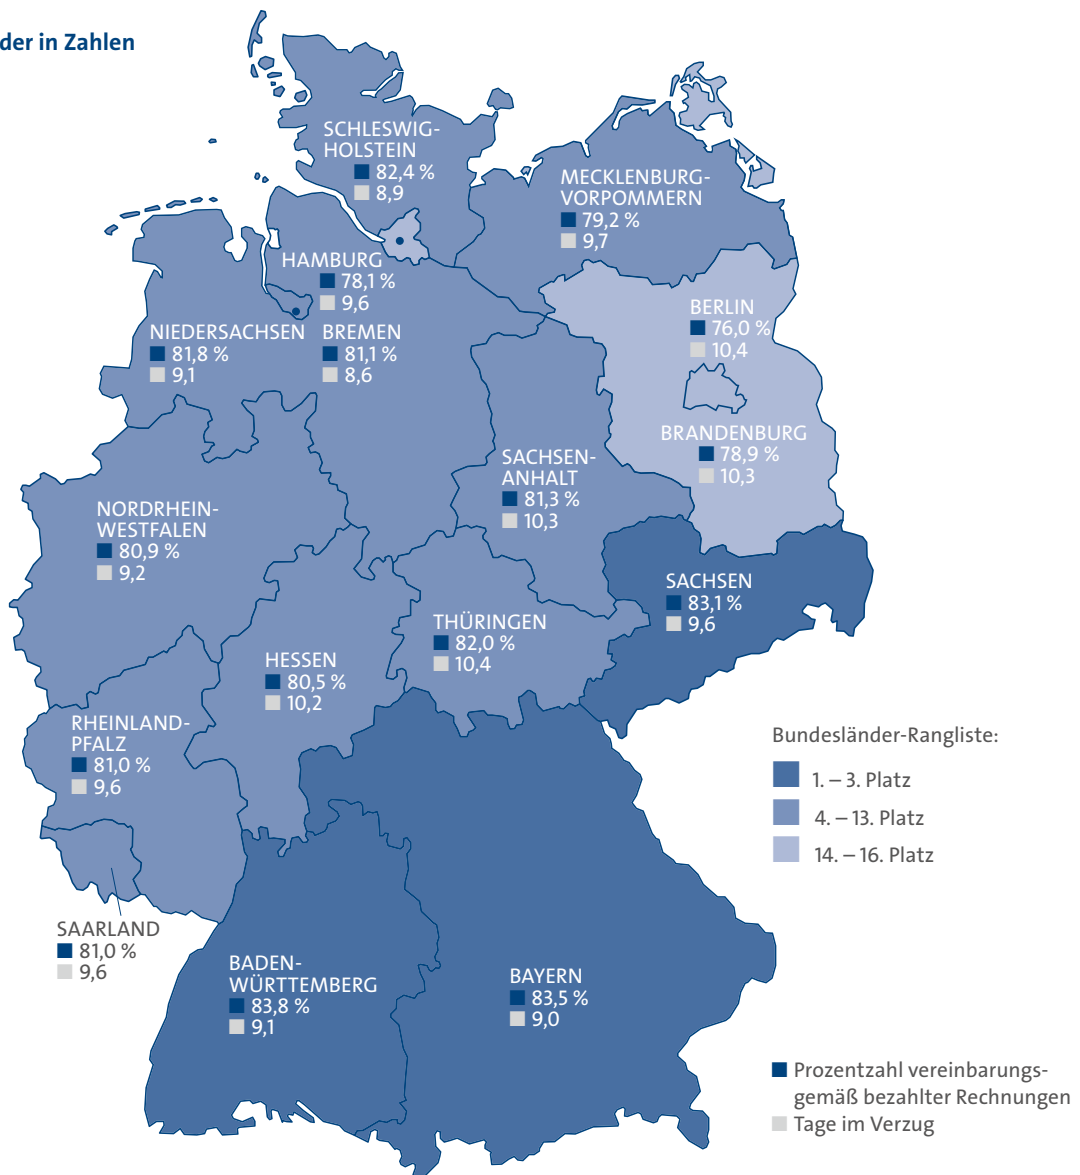 der in Zahlen
SCHLESWIG-
HOLSTEIN
82,4 %
8,9
MECKLENBURG-
VORPOMMERN
79,2 %
9,7
HAMBURG
78,1 %
9,6
BERLIN
76,0 %
10,4
NIEDERSACHSEN
81,8 %
9,1
BREMEN
81,1 %
8,6
BRANDENBURG
78,9 %
10,3
SACHSEN-
ANHALT
81,3 %
10,3
NORDRHEIN-
WESTFALEN
80,9 %
9,2
SACHSEN
83,1 %
9,6
THÜRINGEN
82,0 %
10,4
HESSEN
80,5 %
10,2
RHEINLAND-
PFALZ
81,0 %
9,6
SAARLAND
81,0 %
9,6
BADEN-
WÜRTTEMBERG
83,8 %
9,1
BAYERN
83,5 %
9,0
Bundesländer-Rangliste:
1. – 3. Platz
4. – 13. Platz
14. – 16. Platz
Prozentzahl vereinbarungs-
gemäß bezahlter Rechnungen
Tage im Verzug